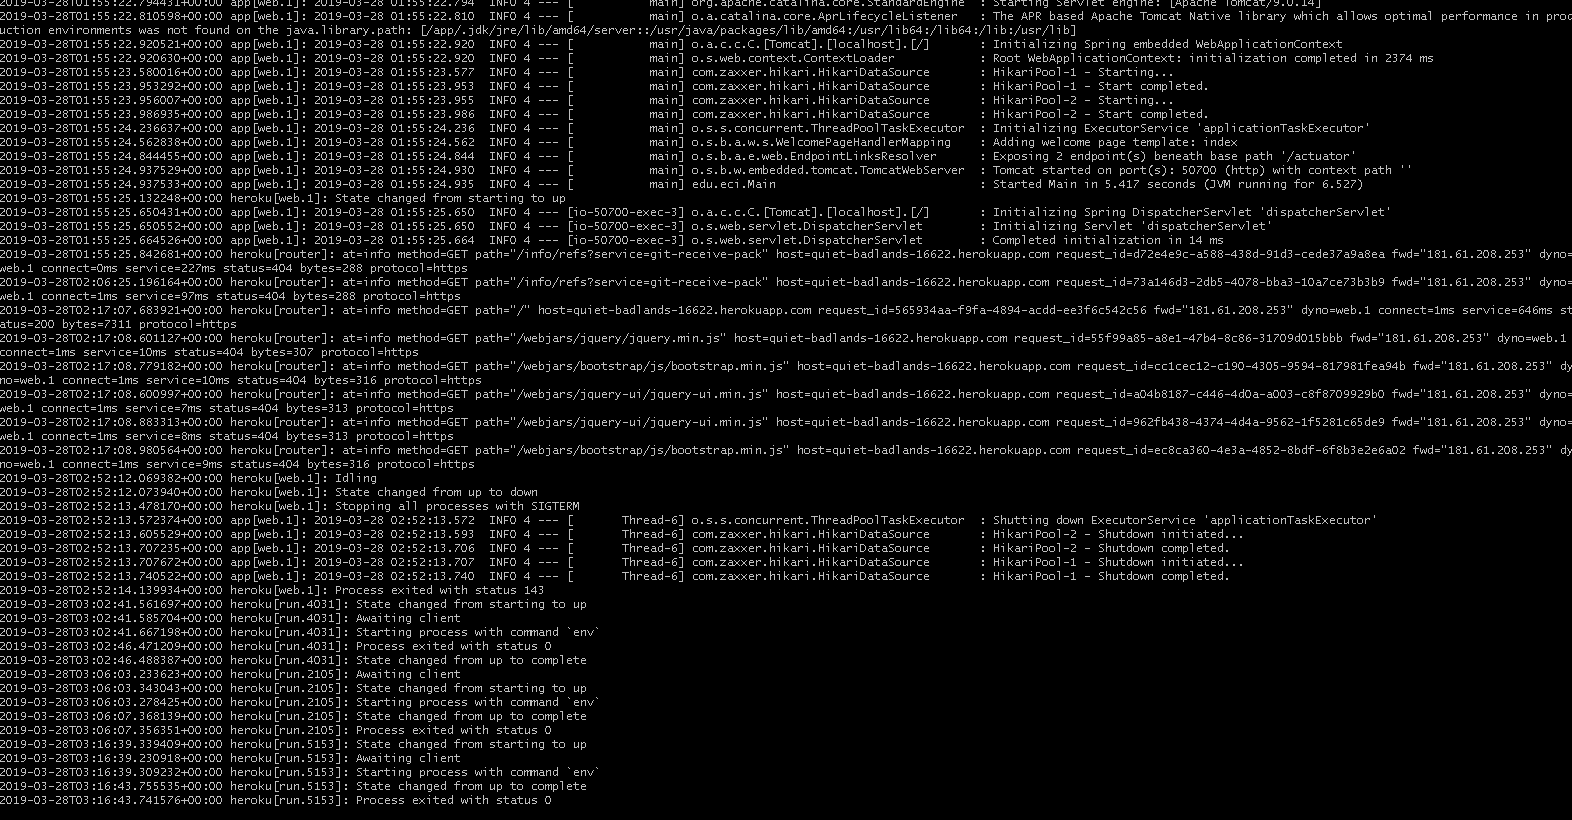 2019-03-28T01:55:22.794431+00:00 app[web.1]: 2019-03-28 01:55:22.794  INFO 4 --- [           main] org.apache.catalina.core.StandardEngine  : Starting Servlet engine: [Apache Tomcat/9.0.14]
2019-03-28T01:55:22.810598+00:00 app[web.1]: 2019-03-28 01:55:22.810  INFO 4 --- [           main] o.a.catalina.core.AprLifecycleListener   : The APR based Apache Tomcat Native library which allows optimal performance in prod
uction environments was not found on the java.library.path: [/app/.jdk/jre/lib/amd64/server::/usr/java/packages/lib/amd64:/usr/lib64:/lib64:/lib:/usr/lib]
2019-03-28T01:55:22.920521+00:00 app[web.1]: 2019-03-28 01:55:22.920  INFO 4 --- [           main] o.a.c.c.C.[Tomcat].[localhost].[/]       : Initializing Spring embedded WebApplicationContext
2019-03-28T01:55:22.920630+00:00 app[web.1]: 2019-03-28 01:55:22.920  INFO 4 --- [           main] o.s.web.context.ContextLoader            : Root WebApplicationContext: initialization completed in 2374 ms
2019-03-28T01:55:23.580016+00:00 app[web.1]: 2019-03-28 01:55:23.577  INFO 4 --- [           main] com.zaxxer.hikari.HikariDataSource       : HikariPool-1 - Starting...
2019-03-28T01:55:23.953292+00:00 app[web.1]: 2019-03-28 01:55:23.953  INFO 4 --- [           main] com.zaxxer.hikari.HikariDataSource       : HikariPool-1 - Start completed.
2019-03-28T01:55:23.956007+00:00 app[web.1]: 2019-03-28 01:55:23.955  INFO 4 --- [           main] com.zaxxer.hikari.HikariDataSource       : HikariPool-2 - Starting...
2019-03-28T01:55:23.986935+00:00 app[web.1]: 2019-03-28 01:55:23.986  INFO 4 --- [           main] com.zaxxer.hikari.HikariDataSource       : HikariPool-2 - Start completed.
2019-03-28T01:55:24.236637+00:00 app[web.1]: 2019-03-28 01:55:24.236  INFO 4 --- [           main] o.s.s.concurrent.ThreadPoolTaskExecutor  : Initializing ExecutorService 'applicationTaskExecutor'
2019-03-28T01:55:24.562838+00:00 app[web.1]: 2019-03-28 01:55:24.562  INFO 4 --- [           main] o.s.b.a.w.s.WelcomePageHandlerMapping    : Adding welcome page template: index
2019-03-28T01:55:24.844455+00:00 app[web.1]: 2019-03-28 01:55:24.844  INFO 4 --- [           main] o.s.b.a.e.web.EndpointLinksResolver      : Exposing 2 endpoint(s) beneath base path '/actuator'
2019-03-28T01:55:24.937529+00:00 app[web.1]: 2019-03-28 01:55:24.930  INFO 4 --- [           main] o.s.b.w.embedded.tomcat.TomcatWebServer  : Tomcat started on port(s): 50700 (http) with context path ''
2019-03-28T01:55:24.937533+00:00 app[web.1]: 2019-03-28 01:55:24.935  INFO 4 --- [           main] edu.eci.Main                             : Started Main in 5.417 seconds (JVM running for 6.527)
2019-03-28T01:55:25.132248+00:00 heroku[web.1]: State changed from starting to up
2019-03-28T01:55:25.650431+00:00 app[web.1]: 2019-03-28 01:55:25.650  INFO 4 --- [io-50700-exec-3] o.a.c.c.C.[Tomcat].[localhost].[/]       : Initializing Spring DispatcherServlet 'dispatcherServlet'
2019-03-28T01:55:25.650552+00:00 app[web.1]: 2019-03-28 01:55:25.650  INFO 4 --- [io-50700-exec-3] o.s.web.servlet.DispatcherServlet        : Initializing Servlet 'dispatcherServlet'
2019-03-28T01:55:25.664526+00:00 app[web.1]: 2019-03-28 01:55:25.664  INFO 4 --- [io-50700-exec-3] o.s.web.servlet.DispatcherServlet        : Completed initialization in 14 ms
2019-03-28T01:55:25.842681+00:00 heroku[router]: at=info method=GET path="/info/refs?service=git-receive-pack" host=quiet-badlands-16622.herokuapp.com request_id=d72e4e9c-a588-438d-91d3-cede37a9a8ea fwd="181.61.208.253" dyno=
web.1 connect=0ms service=227ms status=404 bytes=288 protocol=https
2019-03-28T02:06:25.196164+00:00 heroku[router]: at=info method=GET path="/info/refs?service=git-receive-pack" host=quiet-badlands-16622.herokuapp.com request_id=73a146d3-2db5-4078-bba3-10a7ce73b3b9 fwd="181.61.208.253" dyno=
web.1 connect=1ms service=97ms status=404 bytes=288 protocol=https
2019-03-28T02:17:07.683921+00:00 heroku[router]: at=info method=GET path="/" host=quiet-badlands-16622.herokuapp.com request_id=565934aa-f9fa-4894-acdd-ee3f6c542c56 fwd="181.61.208.253" dyno=web.1 connect=1ms service=646ms st
atus=200 bytes=7311 protocol=https
2019-03-28T02:17:08.601127+00:00 heroku[router]: at=info method=GET path="/webjars/jquery/jquery.min.js" host=quiet-badlands-16622.herokuapp.com request_id=55f99a85-a8e1-47b4-8c86-31709d015bbb fwd="181.61.208.253" dyno=web.1
connect=1ms service=10ms status=404 bytes=307 protocol=https
2019-03-28T02:17:08.779182+00:00 heroku[router]: at=info method=GET path="/webjars/bootstrap/js/bootstrap.min.js" host=quiet-badlands-16622.herokuapp.com request_id=cc1cec12-c190-4305-9594-817981fea94b fwd="181.61.208.253" dy
no=web.1 connect=1ms service=10ms status=404 bytes=316 protocol=https
2019-03-28T02:17:08.600997+00:00 heroku[router]: at=info method=GET path="/webjars/jquery-ui/jquery-ui.min.js" host=quiet-badlands-16622.herokuapp.com request_id=a04b8187-c446-4d0a-a003-c8f8709929b0 fwd="181.61.208.253" dyno=
web.1 connect=1ms service=7ms status=404 bytes=313 protocol=https
2019-03-28T02:17:08.883313+00:00 heroku[router]: at=info method=GET path="/webjars/jquery-ui/jquery-ui.min.js" host=quiet-badlands-16622.herokuapp.com request_id=962fb438-4374-4d4a-9562-1f5281c65de9 fwd="181.61.208.253" dyno=
web.1 connect=1ms service=8ms status=404 bytes=313 protocol=https
2019-03-28T02:17:08.980564+00:00 heroku[router]: at=info method=GET path="/webjars/bootstrap/js/bootstrap.min.js" host=quiet-badlands-16622.herokuapp.com request_id=ec8ca360-4e3a-4852-8bdf-6f8b3e2e6a02 fwd="181.61.208.253" dy
no=web.1 connect=1ms service=9ms status=404 bytes=316 protocol=https
2019-03-28T02:52:12.069382+00:00 heroku[web.1]: Idling
2019-03-28T02:52:12.073940+00:00 heroku[web.1]: State changed from up to down
2019-03-28T02:52:13.478170+00:00 heroku[web.1]: Stopping all processes with SIGTERM
2019-03-28T02:52:13.572374+00:00 app[web.1]: 2019-03-28 02:52:13.572  INFO 4 --- [       Thread-6] o.s.s.concurrent.ThreadPoolTaskExecutor  : Shutting down ExecutorService 'applicationTaskExecutor'
2019-03-28T02:52:13.605529+00:00 app[web.1]: 2019-03-28 02:52:13.593  INFO 4 --- [       Thread-6] com.zaxxer.hikari.HikariDataSource       : HikariPool-2 - Shutdown initiated...
2019-03-28T02:52:13.707235+00:00 app[web.1]: 2019-03-28 02:52:13.706  INFO 4 --- [       Thread-6] com.zaxxer.hikari.HikariDataSource       : HikariPool-2 - Shutdown completed.
2019-03-28T02:52:13.707672+00:00 app[web.1]: 2019-03-28 02:52:13.707  INFO 4 --- [       Thread-6] com.zaxxer.hikari.HikariDataSource       : HikariPool-1 - Shutdown initiated...
2019-03-28T02:52:13.740522+00:00 app[web.1]: 2019-03-28 02:52:13.740  INFO 4 --- [       Thread-6] com.zaxxer.hikari.HikariDataSource       : HikariPool-1 - Shutdown completed.
2019-03-28T02:52:14.139934+00:00 heroku[web.1]: Process exited with status 143
2019-03-28T03:02:41.561697+00:00 heroku[run.4031]: State changed from starting to up
2019-03-28T03:02:41.585704+00:00 heroku[run.4031]: Awaiting client
2019-03-28T03:02:41.667198+00:00 heroku[run.4031]: Starting process with command `env`
2019-03-28T03:02:46.471209+00:00 heroku[run.4031]: Process exited with status 0
2019-03-28T03:02:46.488387+00:00 heroku[run.4031]: State changed from up to complete
2019-03-28T03:06:03.233623+00:00 heroku[run.2105]: Awaiting client
2019-03-28T03:06:03.343043+00:00 heroku[run.2105]: State changed from starting to up
2019-03-28T03:06:03.278425+00:00 heroku[run.2105]: Starting process with command `env`
2019-03-28T03:06:07.368139+00:00 heroku[run.2105]: State changed from up to complete
2019-03-28T03:06:07.356351+00:00 heroku[run.2105]: Process exited with status 0
2019-03-28T03:16:39.339409+00:00 heroku[run.5153]: State changed from starting to up
2019-03-28T03:16:39.230918+00:00 heroku[run.5153]: Awaiting client
2019-03-28T03:16:39.309232+00:00 heroku[run.5153]: Starting process with command `env`
2019-03-28T03:16:43.755535+00:00 heroku[run.5153]: State changed from up to complete
2019-03-28T03:16:43.741576+00:00 heroku[run.5153]: Process exited with status 0